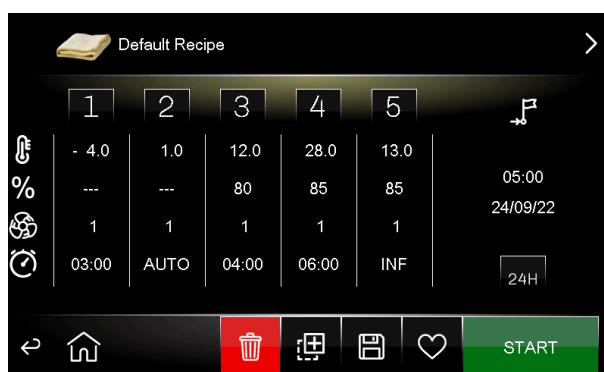 Default Recipe
1 2 3 4 5
- 4.0 1.0 12.0 28.0 13.0
% --- --- 80 85 85
05:00
24/09/22
1 1 1 1 1
03:00 AUTO 04:00 06:00 INF
24H
START